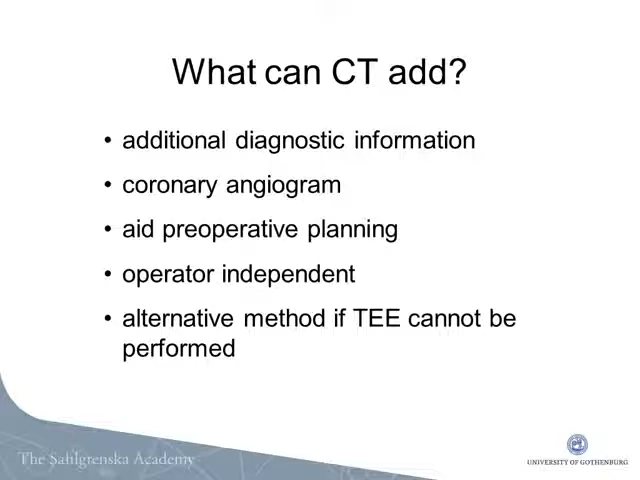 What can CT add?
• additional diagnostic information
• coronary angiogram
• aid preoperative planning
• operator independent
• alternative method if TEE cannot be
performed
The Sahlgrenska Academy
UNIVERSITY OF GOTHENBURG